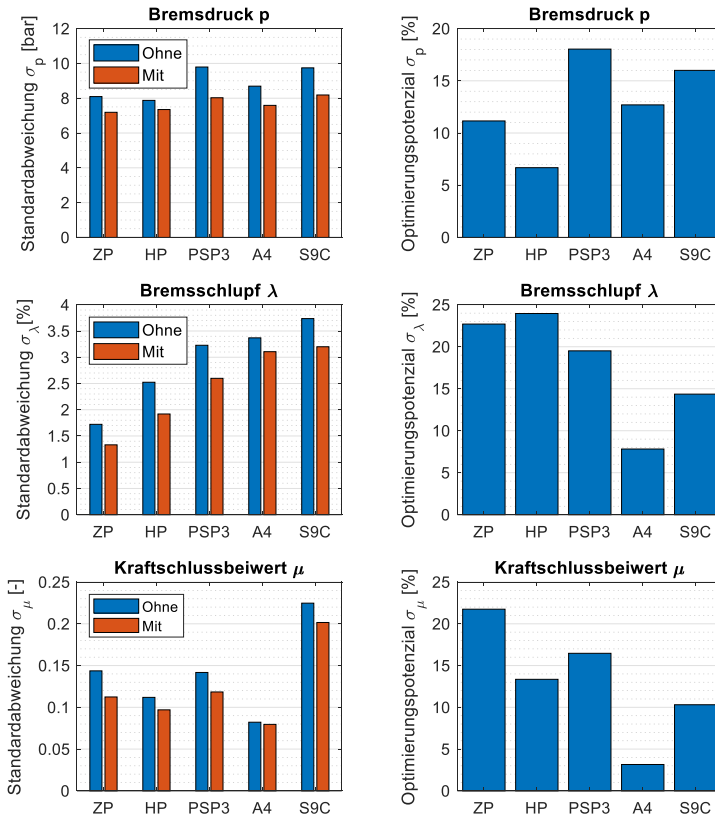 Bremsdruck p
Standardabweichung σp [bar]
12
10
8
6
4
2
0
Ohne
Mit
ZP HP PSP3 A4 S9C
Bremsdruck p
Optimierungspotenzial σp [%]
20
15
10
5
0
ZP HP PSP3 A4 S9C
Bremsschlupf λ
Standardabweichung σλ[%]
4
3.5
3
2.5
2
1.5
1
0.5
0
Ohne
Mit
ZP HP PSP3 A4 S9C
Bremsschlupf λ
Optimierungspotenzial σλ [%]
25
20
15
10
5
0
ZP HP PSP3 A4 S9C
Kraftschlussbeiwert μ
Standardabweichung σμ [-]
0.25
0.2
0.15
0.1
0.05
0
Ohne
Mit
ZP HP PSP3 A4 S9C
Kraftschlussbeiwert μ
Optimierungspotenzial σμ [%]
25
20
15
10
5
0
ZP HP PSP3 A4 S9C